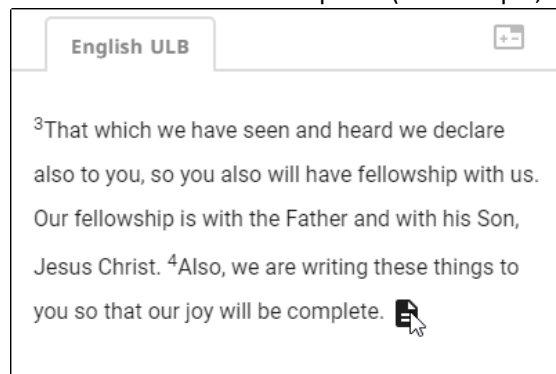 English ULB
³That which we have seen and heard we declare
also to you, so you also will have fellowship with us.
Our fellowship is with the Father and with his Son,
Jesus Christ. ⁴Also, we are writing these things to
you so that our joy will be complete.